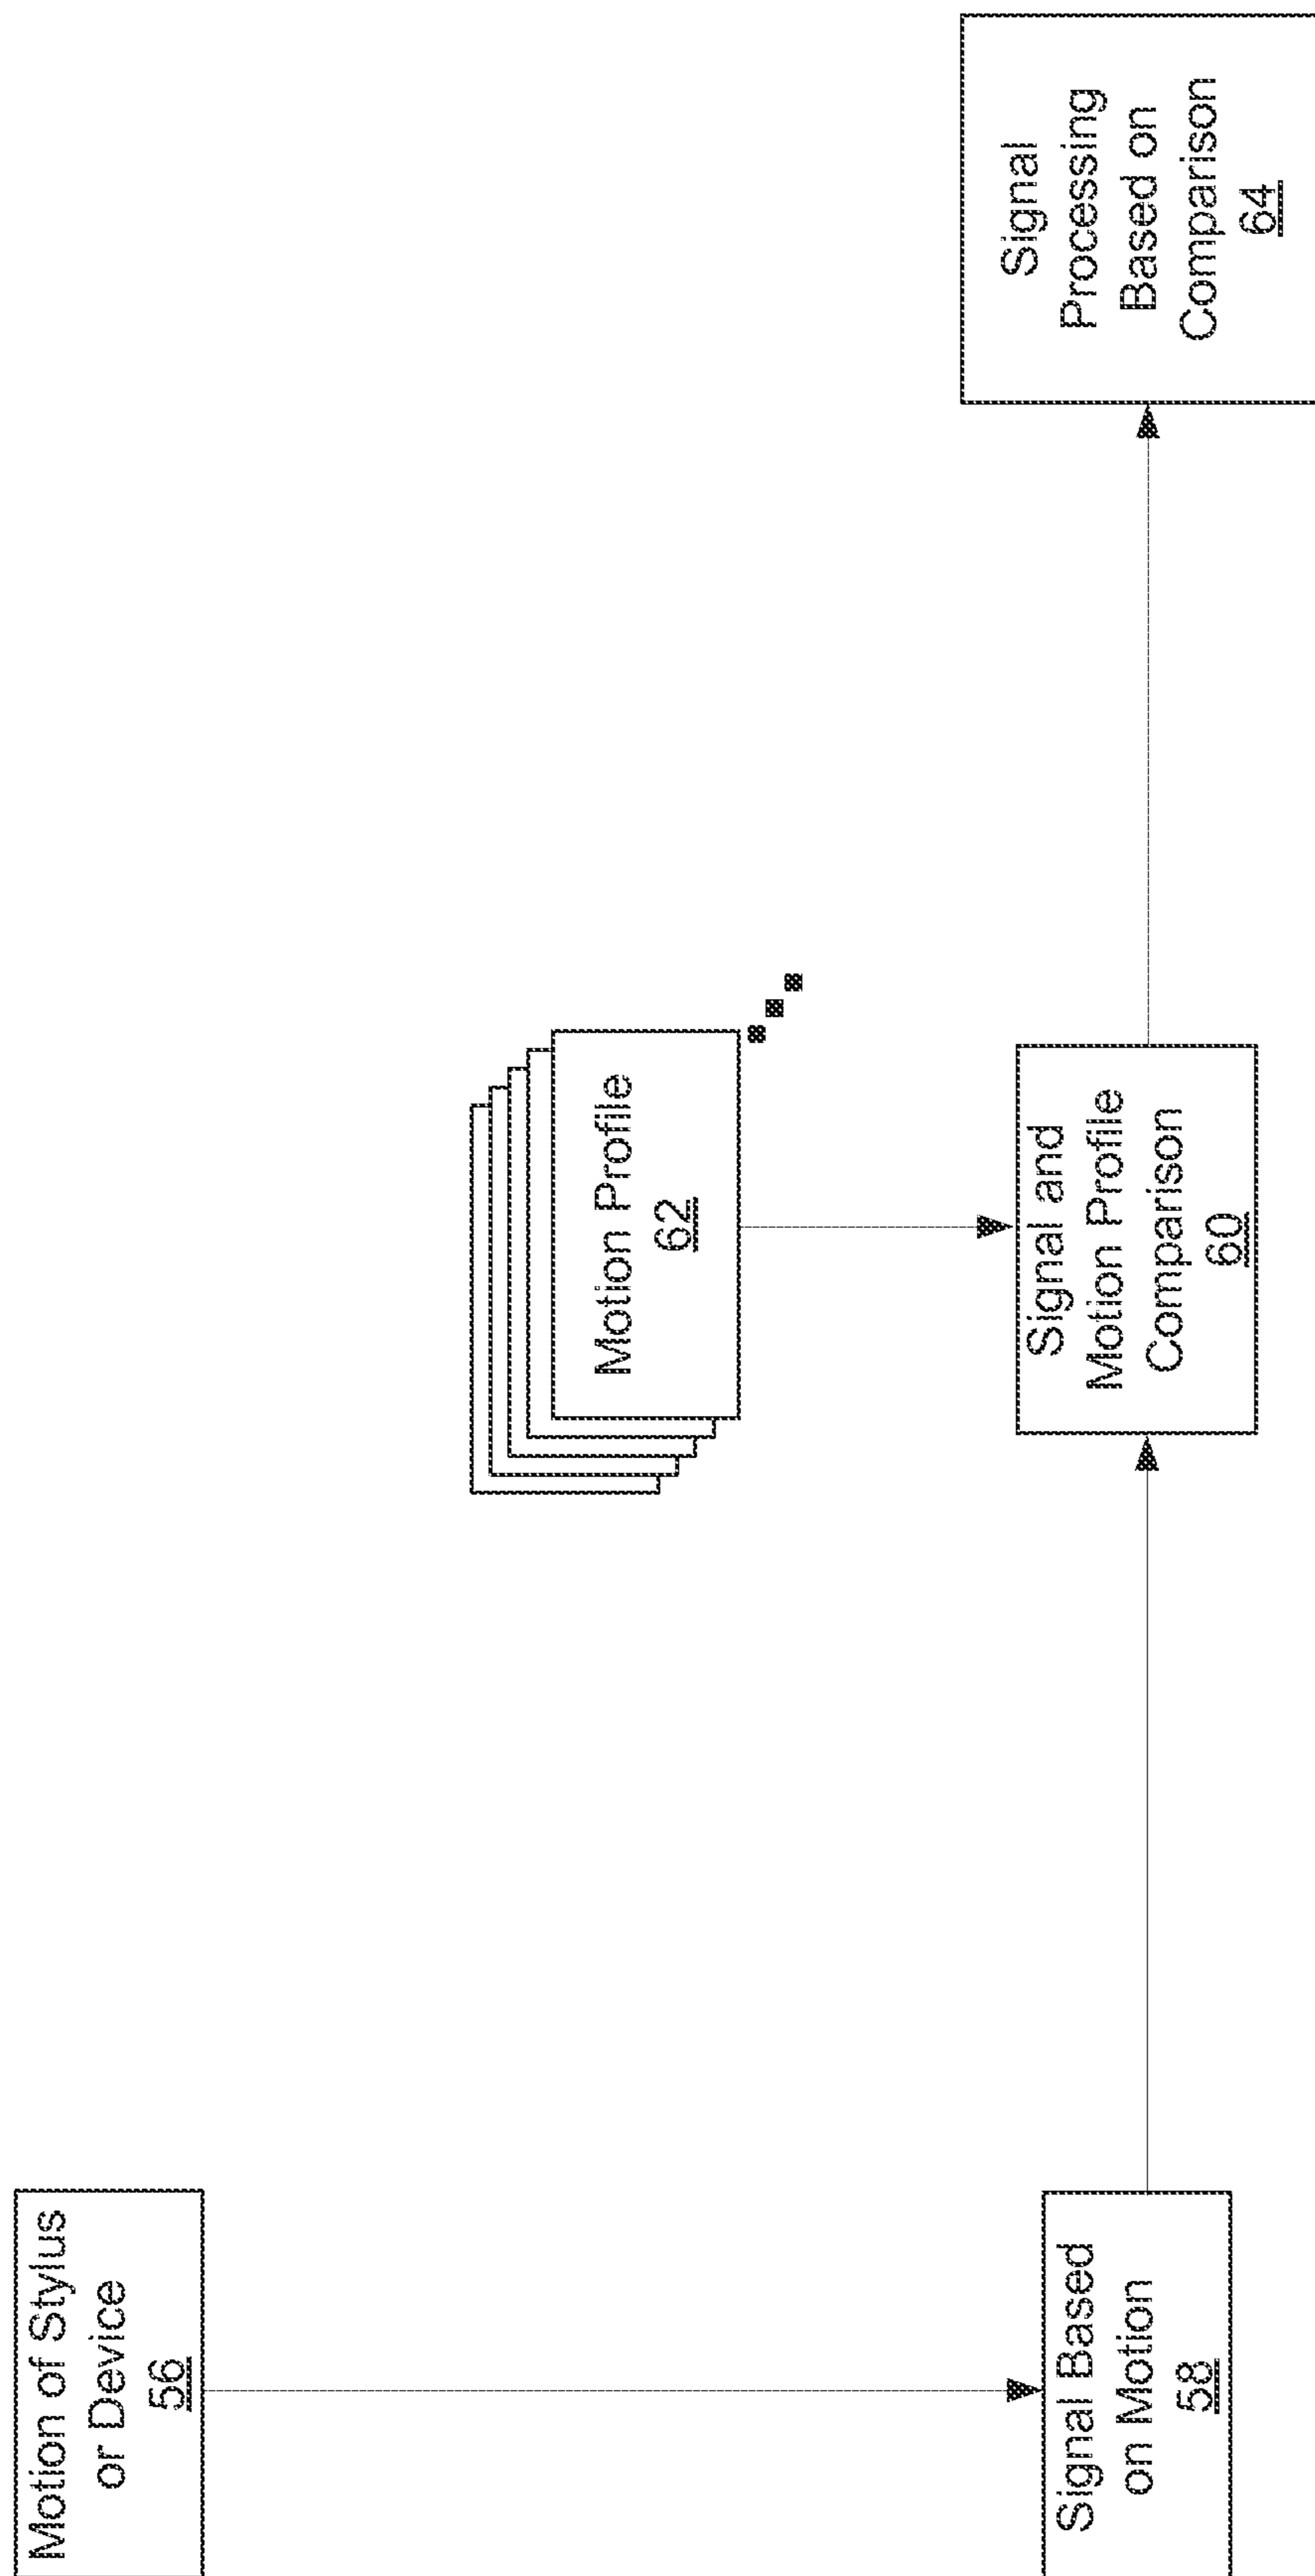 Motion of Stylus
or Device
56
Signal Based
on Motion
58
Motion Profile
62
Signal and
Motion Profile
Comparison
60
Signal
Processing
Based on
Comparison
64